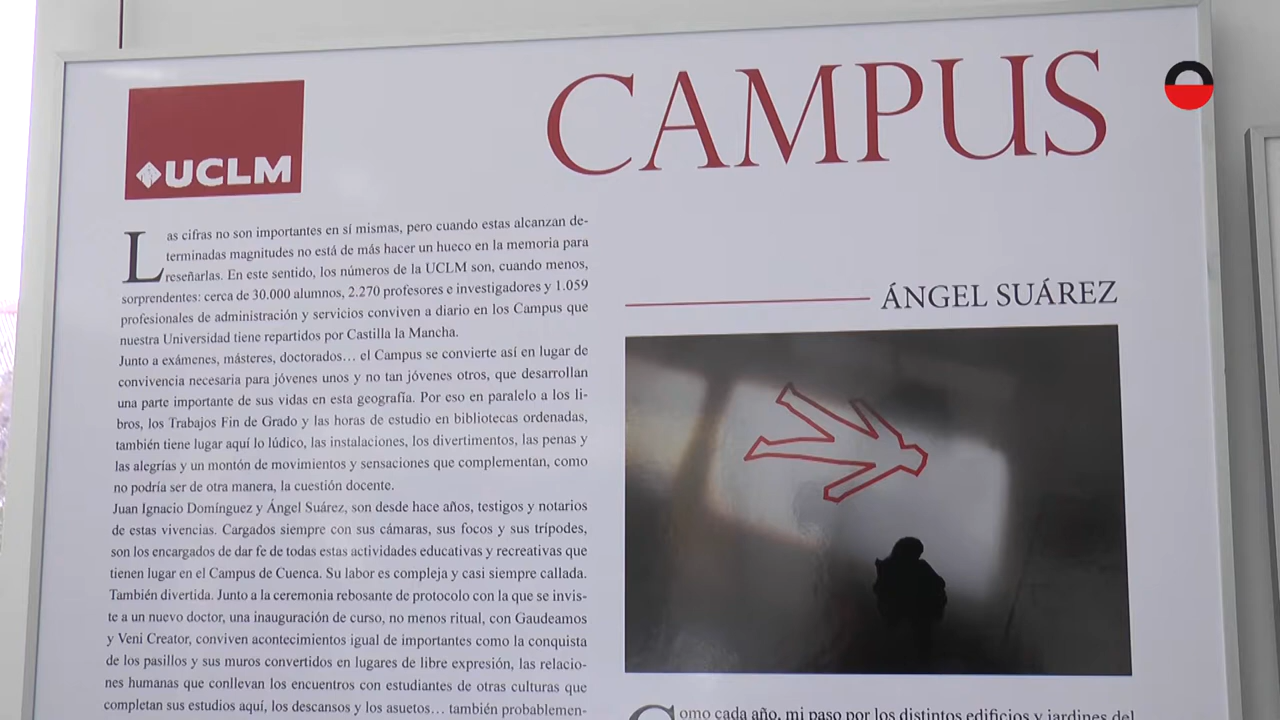 UCLM
CAMPUS
Las cifras no son importantes en sí mismas, pero cuando estas alcanzan de-
terminadas magnitudes no está de más hacer un hueco en la memoria para
reseñarlas. En este sentido, los números de la UCLM son, cuando menos,
sorprendentes: cerca de 30.000 alumnos, 2.270 profesores e investigadores y 1.059
profesionales de administración y servicios conviven a diario en los Campus que
nuestra Universidad tiene repartidos por Castilla la Mancha.
Junto a exámenes, másteres, doctorados… el Campus se convierte así en lugar de
convivencia necesaria para jóvenes unos y no tan jóvenes otros, que desarrollan
una parte importante de sus vidas en esta geografía. Por eso en paralelo a los li-
bros, los Trabajos Fin de Grado y las horas de estudio en bibliotecas ordenadas,
también tiene lugar aquí lo lúdico, las instalaciones, los divertimentos, las penas y
las alegrías y un montón de movimientos y sensaciones que complementan, como
no podría ser de otra manera, la cuestión docente.
Juan Ignacio Domínguez y Ángel Suárez, son desde hace años, testigos y notarios
de estas vivencias. Cargados siempre con sus cámaras, sus focos y sus trípodes,
son los encargados de dar fe de todas estas actividades educativas y recreativas que
tienen lugar en el Campus de Cuenca. Su labor es compleja y casi siempre callada.
También divertida. Junto a la ceremonia rebosante de protocolo con la que se invis-
te a un nuevo doctor, una inauguración de curso, no menos ritual, con Gaudeamos
y Veni Creator, conviven acontecimientos igual de importantes como la conquista
de los pasillos y sus muros convertidos en lugares de libre expresión, las relacio-
nes humanas que conllevan los encuentros con estudiantes de otras culturas que
completan sus estudios aquí, los descansos y los asuetos… también probablemen-
ÁNGEL SUÁREZ
Como cada año, mi paso por los distintos edificios y jardines del